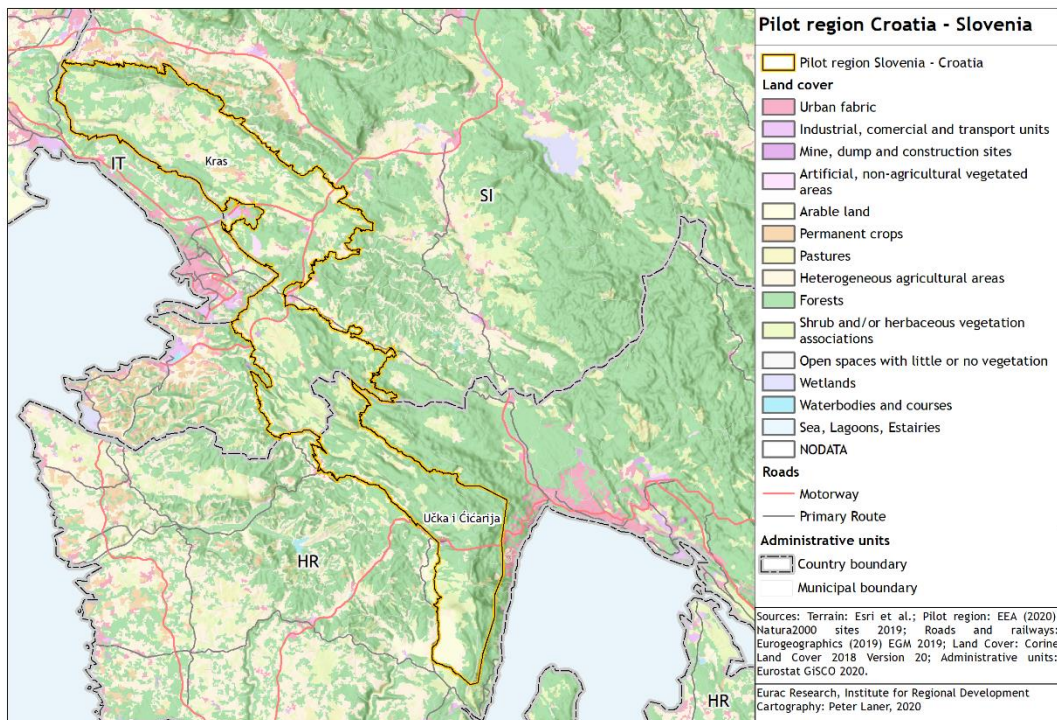 Pilot region Croatia - Slovenia
Pilot region Slovenia - Croatia
Land cover
Urban fabric
Industrial, comercial and transport units
Mine, dump and construction sites
Artificial, non-agricultural vegetated
areas
Arable land
Permanent crops
Pastures
Heterogeneous agricultural areas
Forests
Shrub and/or herbaceous vegetation
associations
Open spaces with little or no vegetation
Wetlands
Waterbodies and courses
Sea, Lagoons, Estairies
NODATA
Roads
Motorway
Primary Route
Administrative units
Country boundary
Municipal boundary
Sources: Terrain: Esri et al.; Pilot region: EEA (2020)
Natura2000 sites 2019; Roads and railways:
Eurogeographics (2019) EGM 2019; Land Cover: Corine
Land Cover 2018 Version 20; Administrative units:
Eurostat GiSCO 2020.
Eurac Research, Institute for Regional Development
Cartography: Peter Laner, 2020
IT
Kras
SI
Učka i Ćićarija
HR
HR